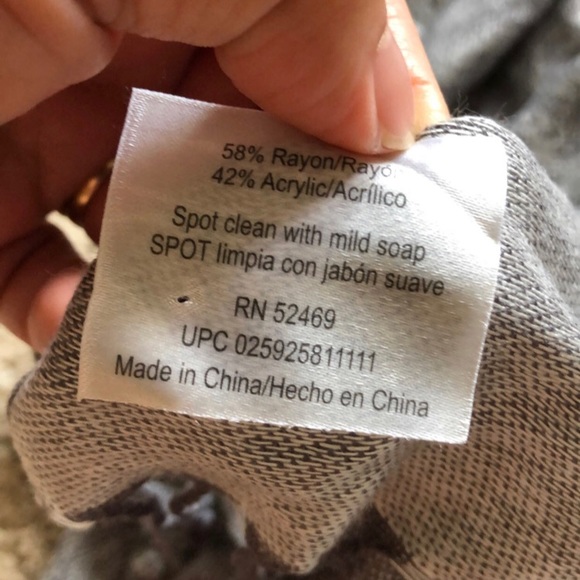 58% Rayon/Rayó
42% Acrylic/Acrílico
Spot clean with mild soap
SPOT limpia con jabón suave
RN 52469
UPC 025925811111
Made in China/Hecho en China